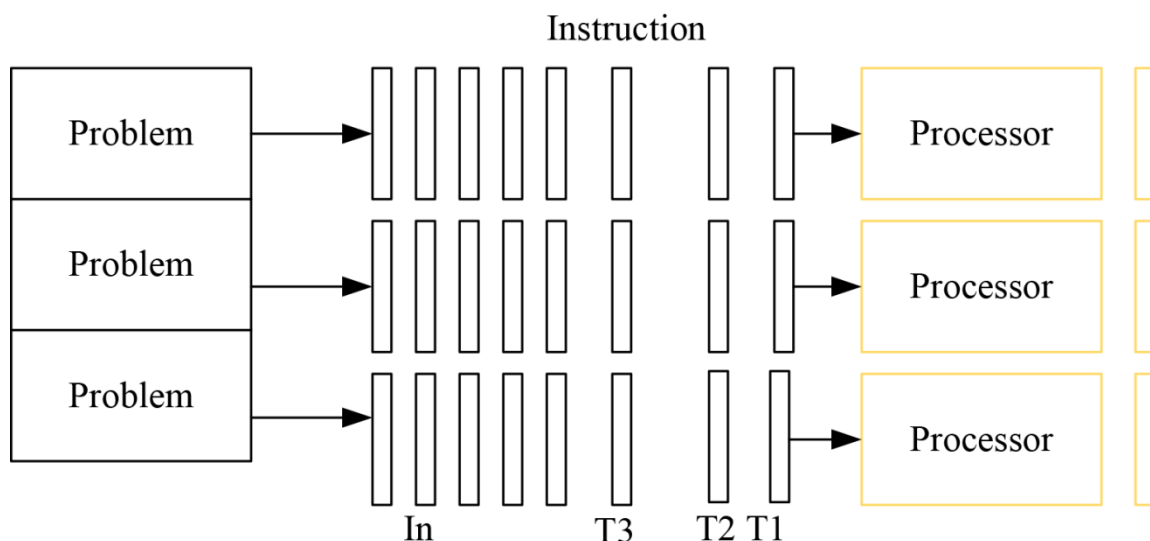 Instruction
Problem
Processor
Problem
Processor
Problem
Processor
In T3 T2 T1